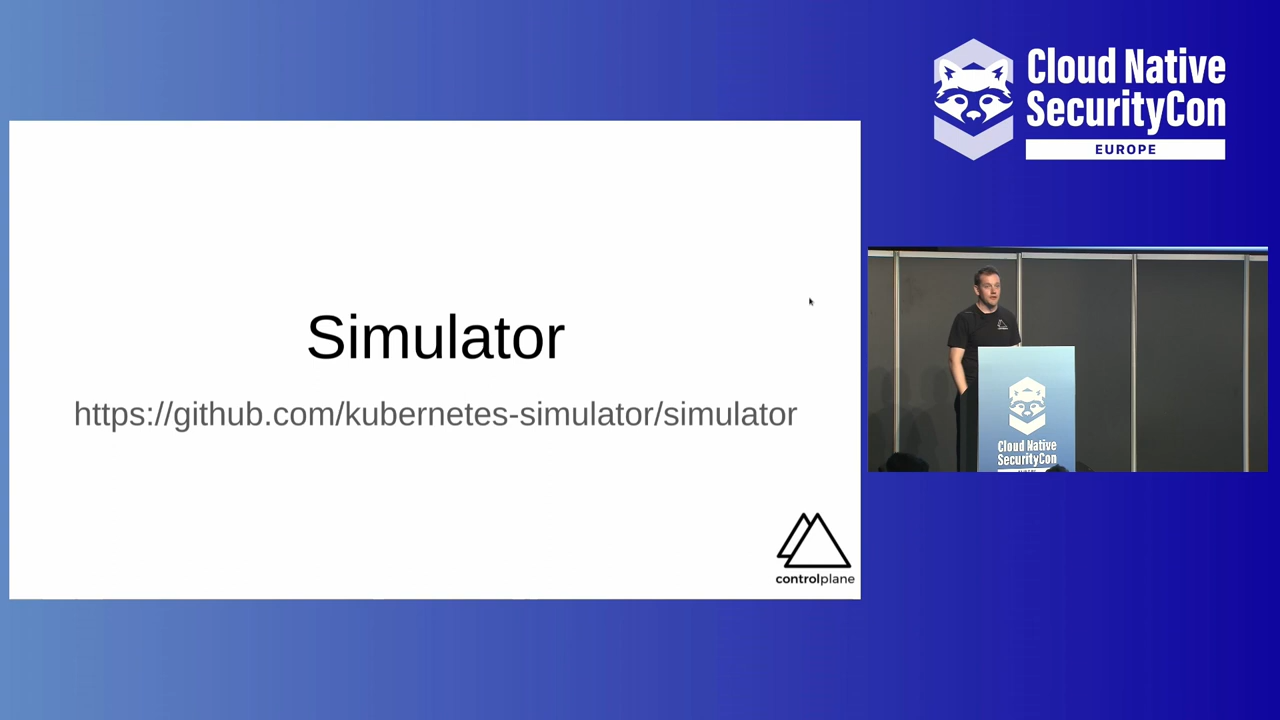 Cloud Native
SecurityCon
EUROPE
Simulator
https://github.com/kubernetes-simulator/simulator
controlplane
Cloud Native
SecurityCon